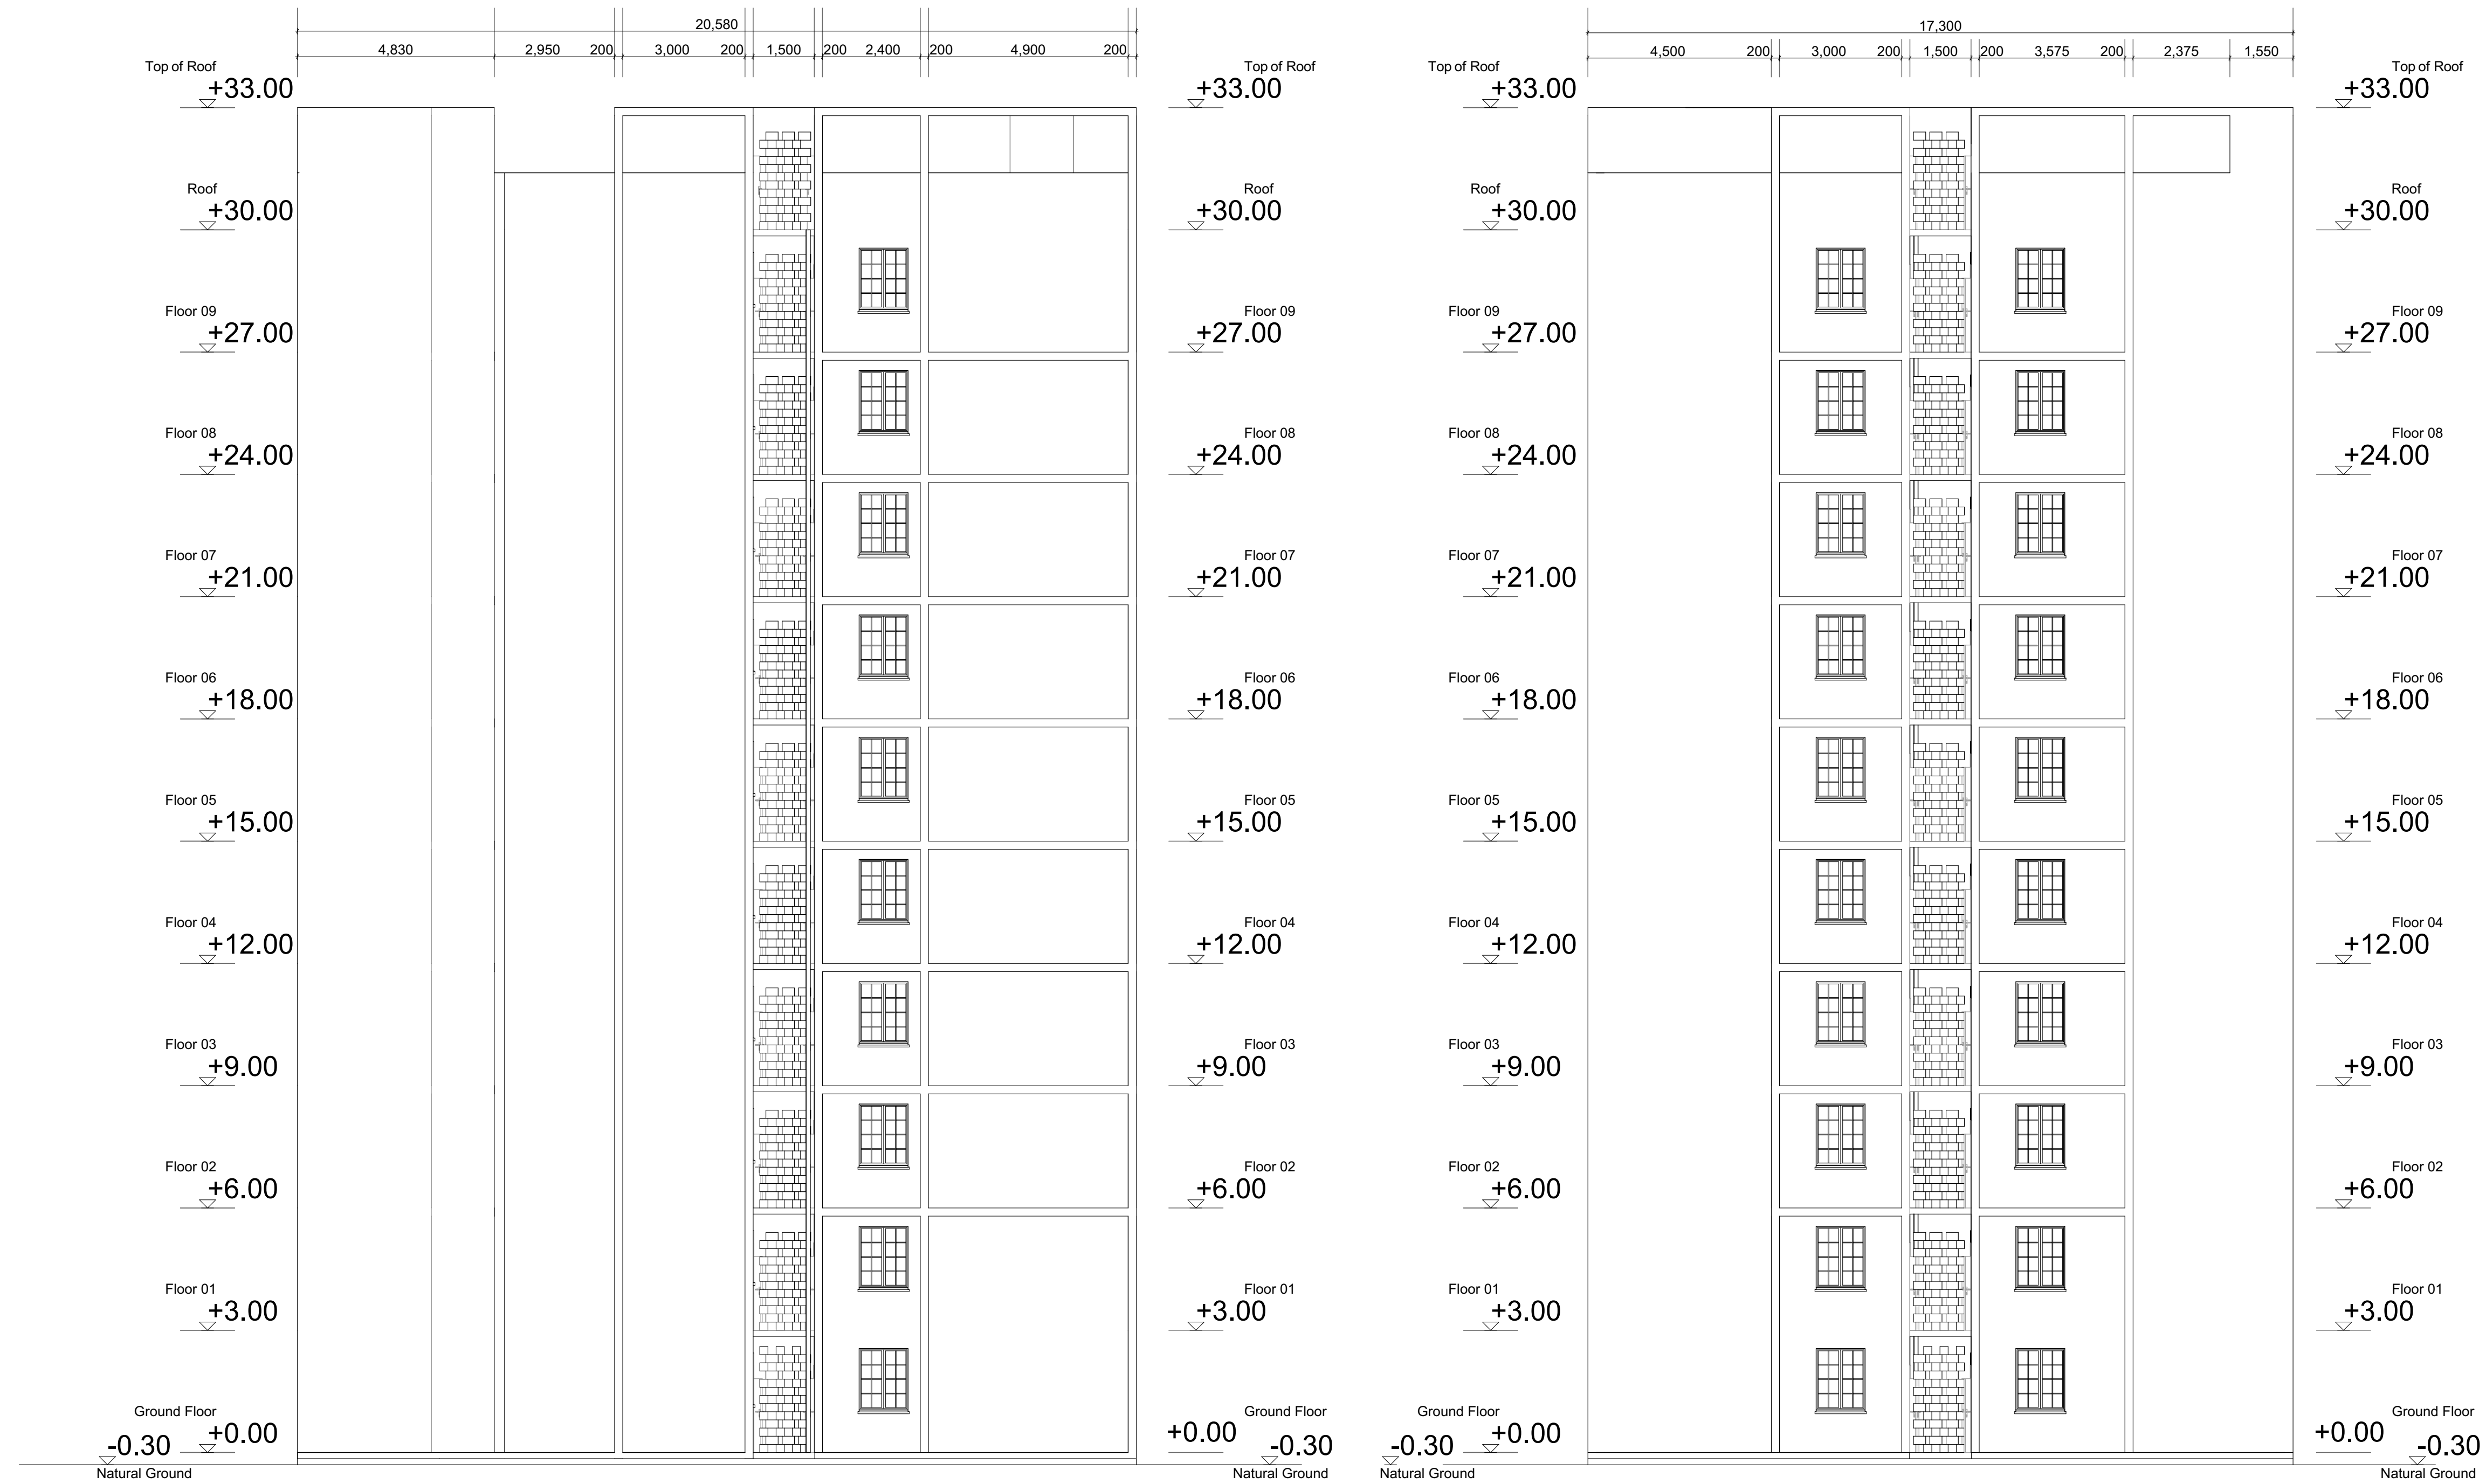 20,580
4,830 2,950 200 3,000 200 1,500 200 2,400 200 4,900 200
17,300
4,500 200 3,000 200 1,500 200 3,575 200 2,375 1,550
Top of Roof Top of Roof Top of Roof Top of Roof
+33.00 +33.00 +33.00 +33.00
Roof Roof Roof Roof
+30.00 +30.00 +30.00 +30.00
Floor 09 Floor 09 Floor 09 Floor 09
+27.00 +27.00 +27.00 +27.00
Floor 08 Floor 08 Floor 08 Floor 08
+24.00 +24.00 +24.00 +24.00
Floor 07 Floor 07 Floor 07 Floor 07
+21.00 +21.00 +21.00 +21.00
Floor 06 Floor 06 Floor 06 Floor 06
+18.00 +18.00 +18.00 +18.00
Floor 05 Floor 05 Floor 05 Floor 05
+15.00 +15.00 +15.00 +15.00
Floor 04 Floor 04 Floor 04 Floor 04
+12.00 +12.00 +12.00 +12.00
Floor 03 Floor 03 Floor 03 Floor 03
+9.00 +9.00 +9.00 +9.00
Floor 02 Floor 02 Floor 02 Floor 02
+6.00 +6.00 +6.00 +6.00
Floor 01 Floor 01 Floor 01 Floor 01
+3.00 +3.00 +3.00 +3.00
Ground Floor Ground Floor Ground Floor Ground Floor
-0.30 +0.00 +0.00 -0.30 -0.30 +0.00 +0.00 -0.30
Natural Ground Natural Ground Natural Ground Natural Ground